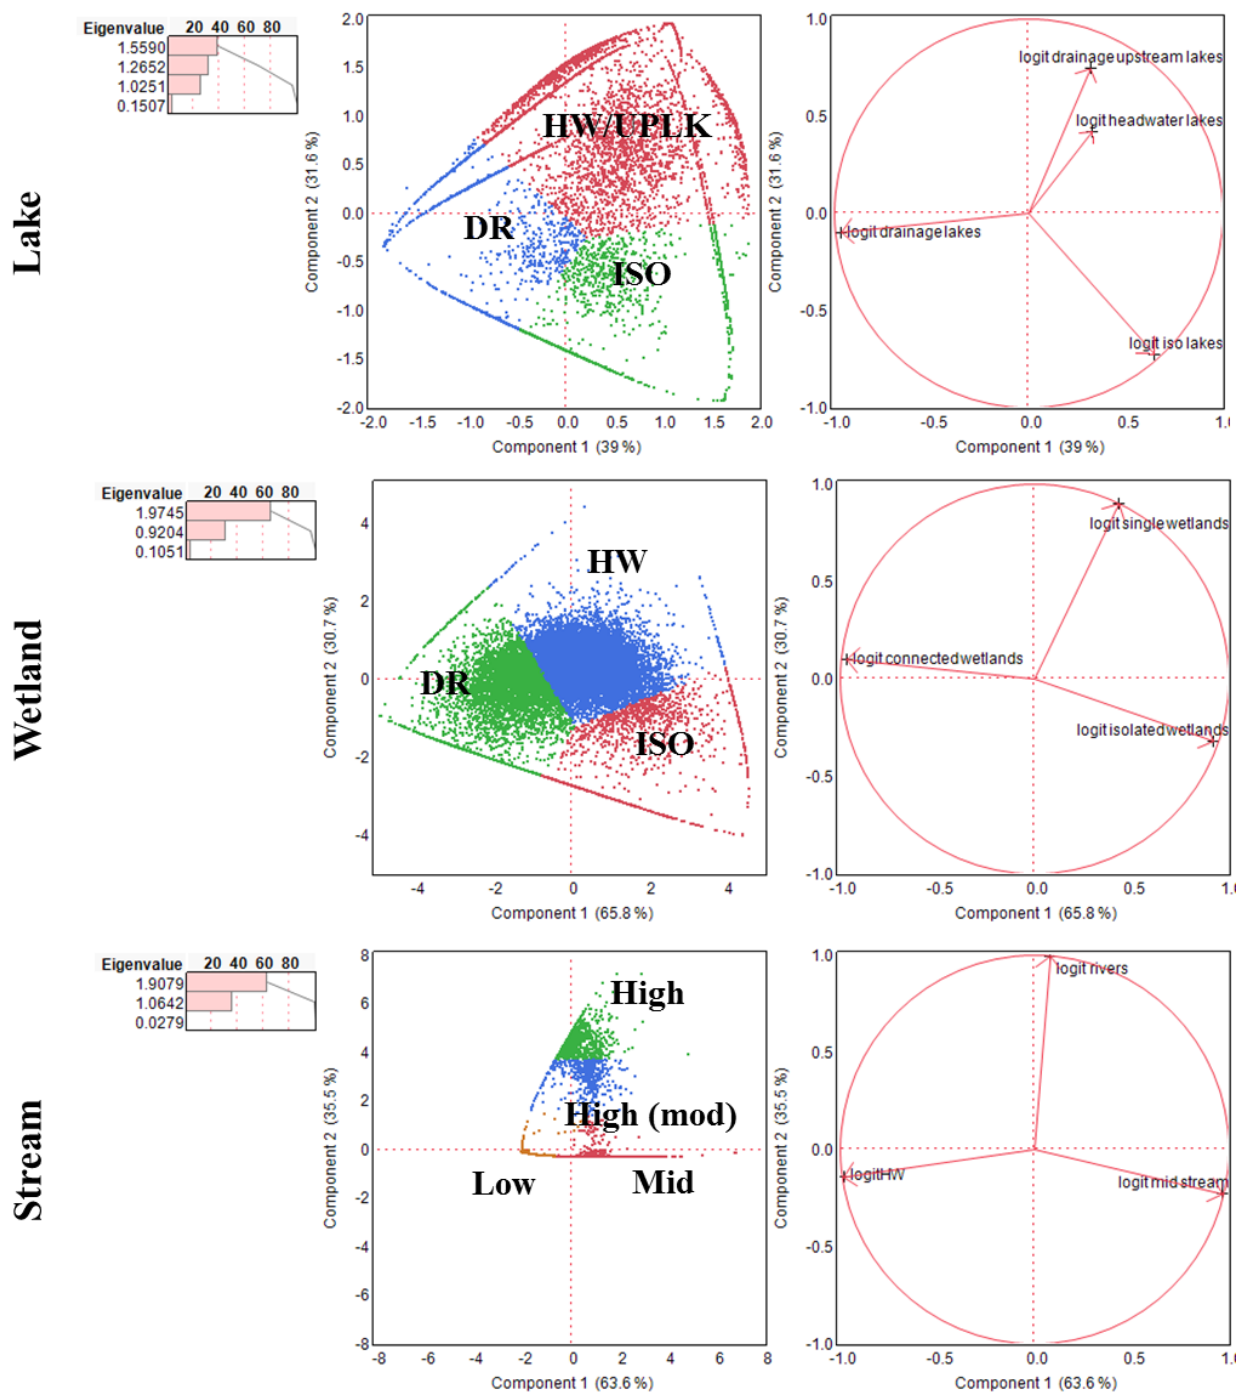 Lake
Eigenvalue 20 40 60 80
1.5590
1.2652
1.0251
0.1507
2.0
1.5
1.0
0.5
0.0
-0.5
-1.0
-1.5
-2.0
Component 2 (31.6 %)
HW/UPLK
DR
ISO
-2.0 -1.5 -1.0 -0.5 0.0 0.5 1.0 1.5 2.0
Component 1 (39 %)
1.0
0.5
0.0
-0.5
-1.0
Component 2 (31.6 %)
logit drainage upstream lakes
logit headwater lakes
logit drainage lakes
logit iso lakes
-1.0 -0.5 0.0 0.5 1.0
Component 1 (39 %)
Wetland
Eigenvalue 20 40 60 80
1.9745
0.9204
0.1051
4
2
0
-2
-4
Component 2 (30.7 %)
HW
DR
ISO
-4 -2 0 2 4
Component 1 (65.8 %)
1.0
0.5
0.0
-0.5
-1.0
Component 2 (30.7 %)
logit single wetlands
logit connected wetlands
logit isolated wetlands
-1.0 -0.5 0.0 0.5 1.0
Component 1 (65.8 %)
Stream
Eigenvalue 20 40 60 80
1.9079
1.0642
0.0279
8
6
4
2
0
-2
-4
-6
-8
Component 2 (35.5 %)
High
High (mod)
Low
Mid
-8 -6 -4 -2 0 2 4 6 8
Component 1 (63.6 %)
1.0
0.5
0.0
-0.5
-1.0
Component 2 (35.5 %)
logit rivers
logitHW
logit mid stream
-1.0 -0.5 0.0 0.5 1.0
Component 1 (63.6 %)